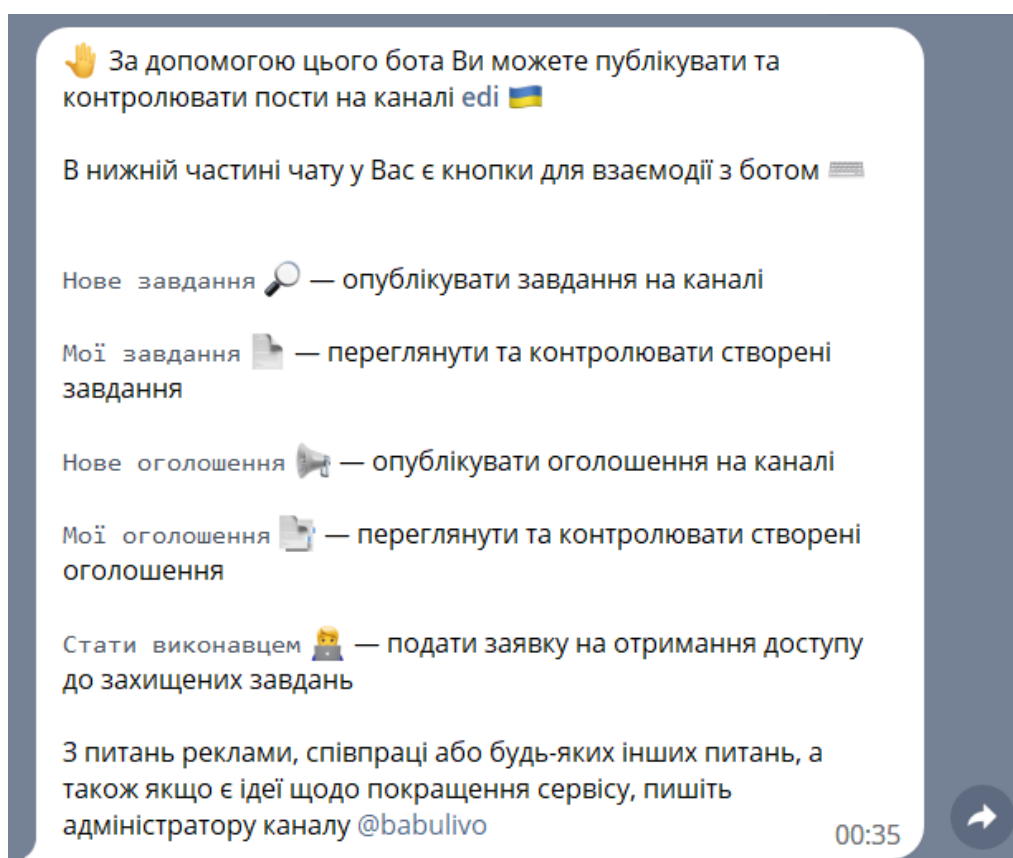 🤚 За допомогою цього бота Ви можете публікувати та
контролювати пости на каналі edi 🇺🇦
В нижній частині чату у Вас є кнопки для взаємодії з ботом ⌨️
Нове завдання 🔎 — опублікувати завдання на каналі
Мої завдання 📄 — переглянути та контролювати створені
завдання
Нове оголошення 📢 — опублікувати оголошення на каналі
Мої оголошення 📑 — переглянути та контролювати створені
оголошення
Стати виконавцем 🧑‍💻 — подати заявку на отримання доступу
до захищених завдань
З питань реклами, співпраці або будь-яких інших питань, а
також якщо є ідеї щодо покращення сервісу, пишіть
адміністратору каналу @babulivo
00:35